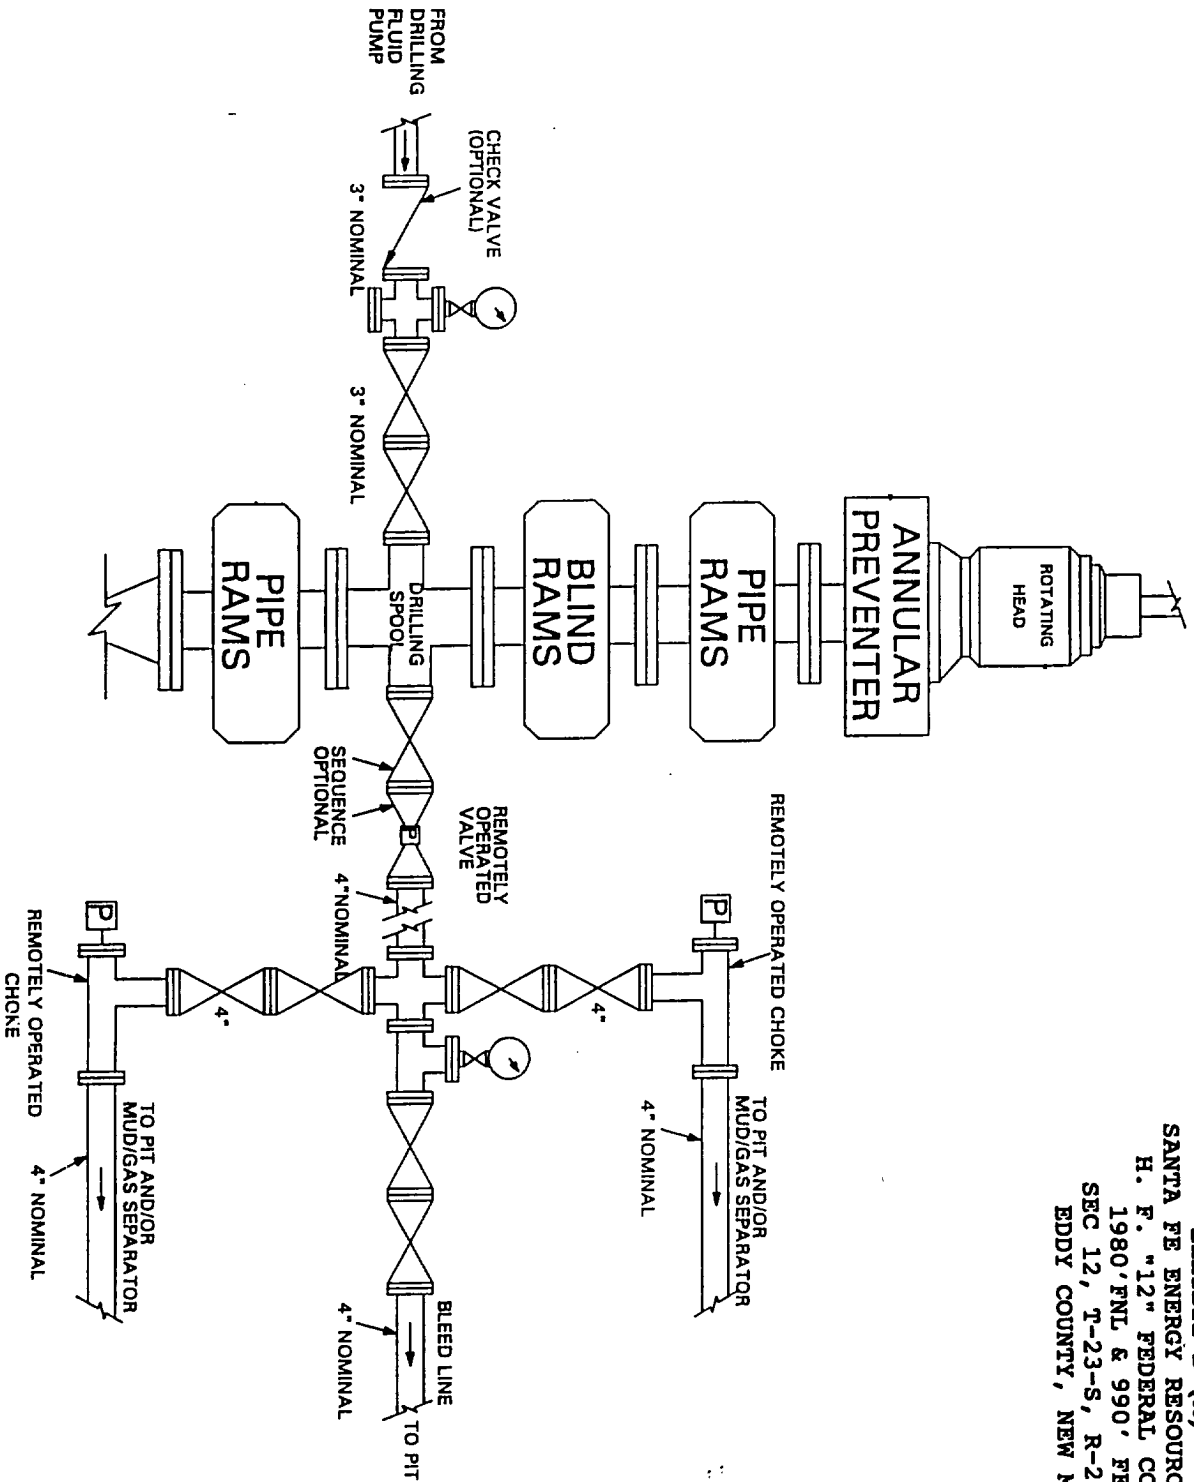 SANTA FE ENERGY
H. F. "12" FEDERAL
1980'FNL & 990'
SEC 12, T-23-S,
EDDY COUNTY, NEW
ROTATING
HEAD
ANNULAR
PREVENTER
PIPE
RAMS
BLIND
RAMS
DRILLING
SPOOL
PIPE
RAMS
FROM
DRILLING
FLUID
PUMP
CHECK VALVE
(OPTIONAL)
3" NOMINAL
3" NOMINAL
SEQUENCE
OPTIONAL
REMOTELY
OPERATED
VALVE
P
4" NOMINAL
REMOTELY OPERATED CHOKE
P
4"
TO PIT AND/OR
MUD/GAS SEPARATOR
4" NOMINAL
BLEED LINE
4" NOMINAL
TO PIT
P
4"
REMOTELY OPERATED
CHOKE
TO PIT AND/OR
MUD/GAS SEPARATOR
4" NOMINAL